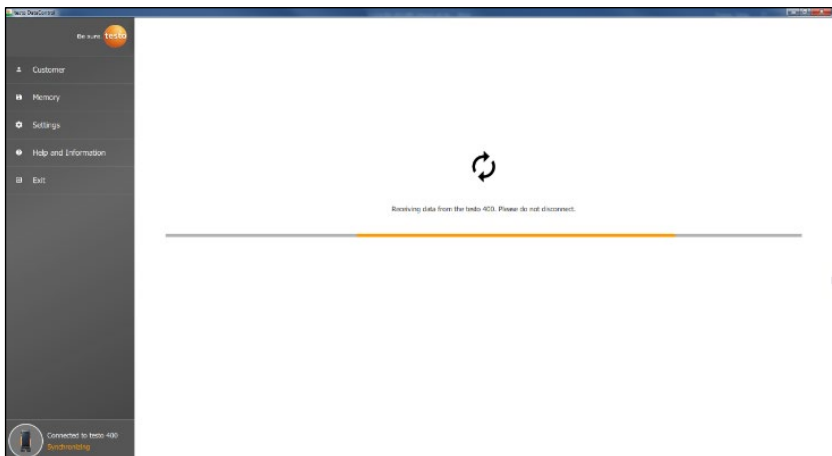 Testo DataControl
Be sure testo
Customer
Memory
Settings
Help and Information
Exit
Receiving data from the testo 400. Please do not disconnect.
Connected to testo 400
Synchronizing